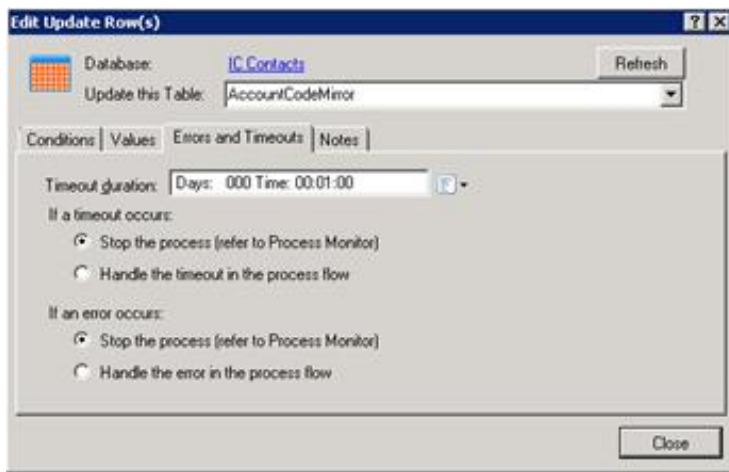 Edit Update Row(s)
Database: IC Contacts Refresh
Update this Table: AccountCodeMirror
Conditions Values Errors and Timeouts Notes
Timeout duration: Days: 000 Time: 00:01:00
If a timeout occurs:
Stop the process (refer to Process Monitor)
Handle the timeout in the process flow
If an error occurs:
Stop the process (refer to Process Monitor)
Handle the error in the process flow
Close